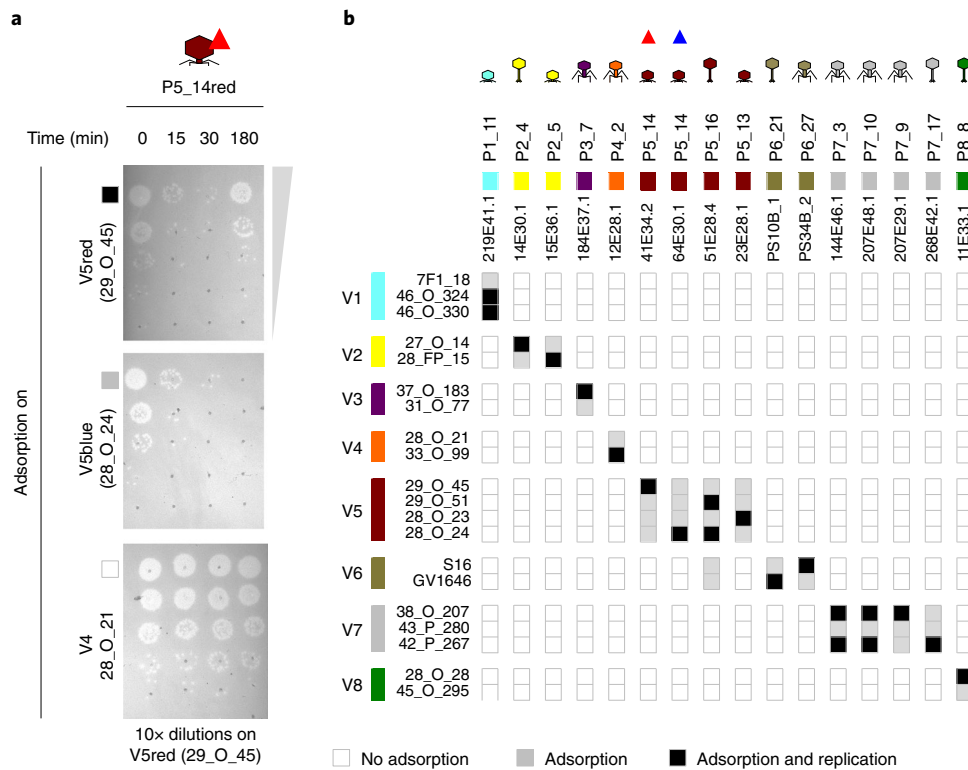 a
P5_14red
Time (min)
0 15 30 180
Adsorption on
V5red
(29_O_45)
V5blue
(28_O_24)
V4
28_O_21
10× dilutions on
V5red (29_O_45)
b
P1_11
P2_4
P2_5
P3_7
P4_2
P5_14
P5_14
P5_16
P5_13
P6_21
P6_27
P7_3
P7_10
P7_9
P7_17
P8_8
219E41.1
14E30.1
15E36.1
184E37.1
12E28.1
41E34.2
64E30.1
51E28.4
23E28.1
PS10B_1
PS34B_2
144E46.1
207E48.1
207E29.1
268E42.1
11E33.1
V1
7F1_18
46_O_324
46_O_330
V2
27_O_14
28_FP_15
V3
37_O_183
31_O_77
V4
28_O_21
33_O_99
V5
29_O_45
29_O_51
28_O_23
28_O_24
V6
S16
GV1646
V7
38_O_207
43_P_280
42_P_267
V8
28_O_28
45_O_295
No adsorption
Adsorption
Adsorption and replication